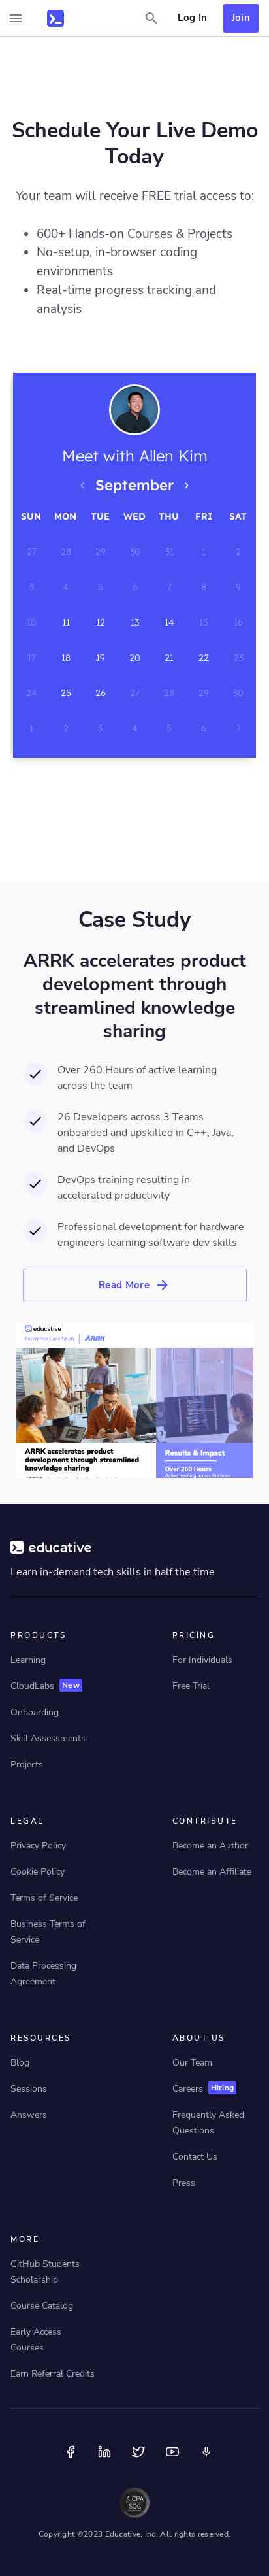 Log In
Join
Schedule Your Live Demo
Today
Your team will receive FREE trial access to:
600+ Hands-on Courses & Projects
No-setup, in-browser coding
environments
Real-time progress tracking and
analysis
Meet with Allen Kim
September
SUN MON TUE WED THU FRI SAT
27 28 29 30 31 1 2
3 4 5 6 7 8 9
10 11 12 13 14 15 16
17 18 19 20 21 22 23
24 25 26 27 28 29 30
1 2 3 4 5 6 7
Case Study
ARRK accelerates product
development through
streamlined knowledge
sharing
Over 260 Hours of active learning
across the team
26 Developers across 3 Teams
onboarded and upskilled in C++, Java,
and DevOps
DevOps training resulting in
accelerated productivity
Professional development for hardware
engineers learning software dev skills
Read More
educative
Enterprise Case Study ARRK
ARRK accelerates product
development through streamlined
knowledge sharing
Results & Impact
Over 260 Hours
educative
Learn in-demand tech skills in half the time
PRODUCTS
Learning
CloudLabs New
Onboarding
Skill Assessments
Projects
PRICING
For Individuals
Free Trial
LEGAL
Privacy Policy
Cookie Policy
Terms of Service
Business Terms of
Service
Data Processing
Agreement
CONTRIBUTE
Become an Author
Become an Affiliate
RESOURCES
Blog
Sessions
Answers
ABOUT US
Our Team
Careers Hiring
Frequently Asked
Questions
Contact Us
Press
MORE
GitHub Students
Scholarship
Course Catalog
Early Access
Courses
Earn Referral Credits
AICPA
SOC
Copyright ©2023 Educative, Inc. All rights reserved.